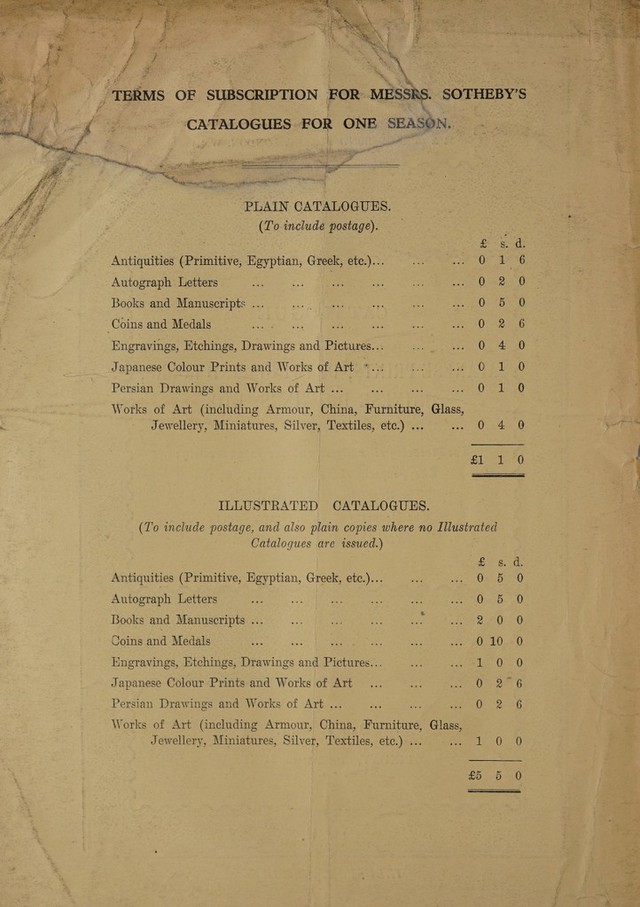 TERMS OF SUBSCRIPTION FOR MESSRS. SOTHEBY'S
CATALOGUES FOR ONE SEASON.
PLAIN CATALOGUES.
(To include postage).
£ s. d.
Antiquities (Primitive, Egyptian, Greek, etc.)... ... ... 0 1 6
Autograph Letters ... ... ... ... ... ... 0 2 0
Books and Manuscripts ... ... ... ... ... ... 0 5 0
Coins and Medals ... ... ... ... ... ... 0 2 6
Engravings, Etchings, Drawings and Pictures... ... ... 0 4 0
Japanese Colour Prints and Works of Art ... ... ... 0 1 0
Persian Drawings and Works of Art ... ... ... ... 0 1 0
Works of Art (including Armour, China, Furniture, Glass,
Jewellery, Miniatures, Silver, Textiles, etc.) ... ... 0 4 0
£1 1 0
ILLUSTRATED CATALOGUES.
(To include postage, and also plain copies where no Illustrated
Catalogues are issued.)
£ s. d.
Antiquities (Primitive, Egyptian, Greek, etc.)... ... ... 0 5 0
Autograph Letters ... ... ... ... ... ... 0 5 0
Books and Manuscripts ... ... ... ... ... ... 2 0 0
Coins and Medals ... ... ... ... ... ... 0 10 0
Engravings, Etchings, Drawings and Pictures... ... ... 1 0 0
Japanese Colour Prints and Works of Art ... ... ... 0 2 6
Persian Drawings and Works of Art ... ... ... ... 0 2 6
Works of Art (including Armour, China, Furniture, Glass,
Jewellery, Miniatures, Silver, Textiles, etc.) ... ... 1 0 0
£5 5 0